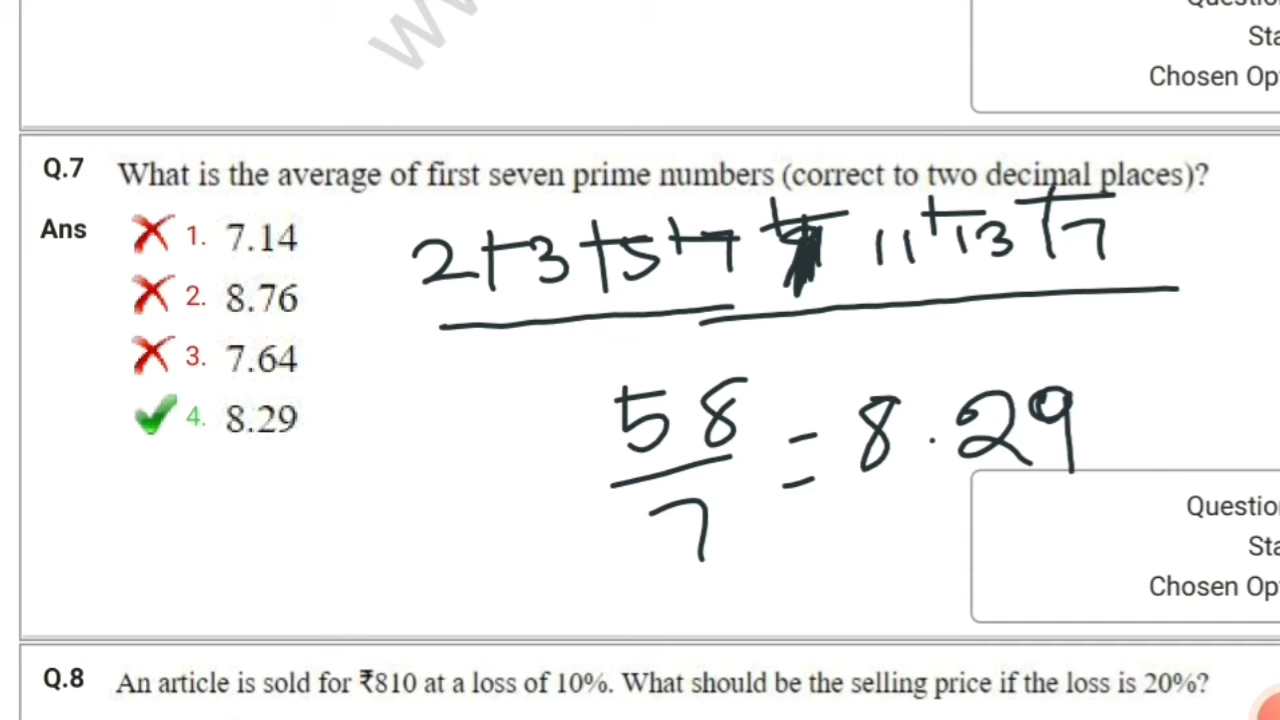 Questio
Sta
Chosen Op
Q.7 What is the average of first seven prime numbers (correct to two decimal places)?
Ans
1. 7.14
2. 8.76
3. 7.64
4. 8.29
2+3+5+7+ 11+13+17
58
7
= 8.29
Questio
Sta
Chosen Op
Q.8 An article is sold for ₹810 at a loss of 10%. What should be the selling price if the loss is 20%?